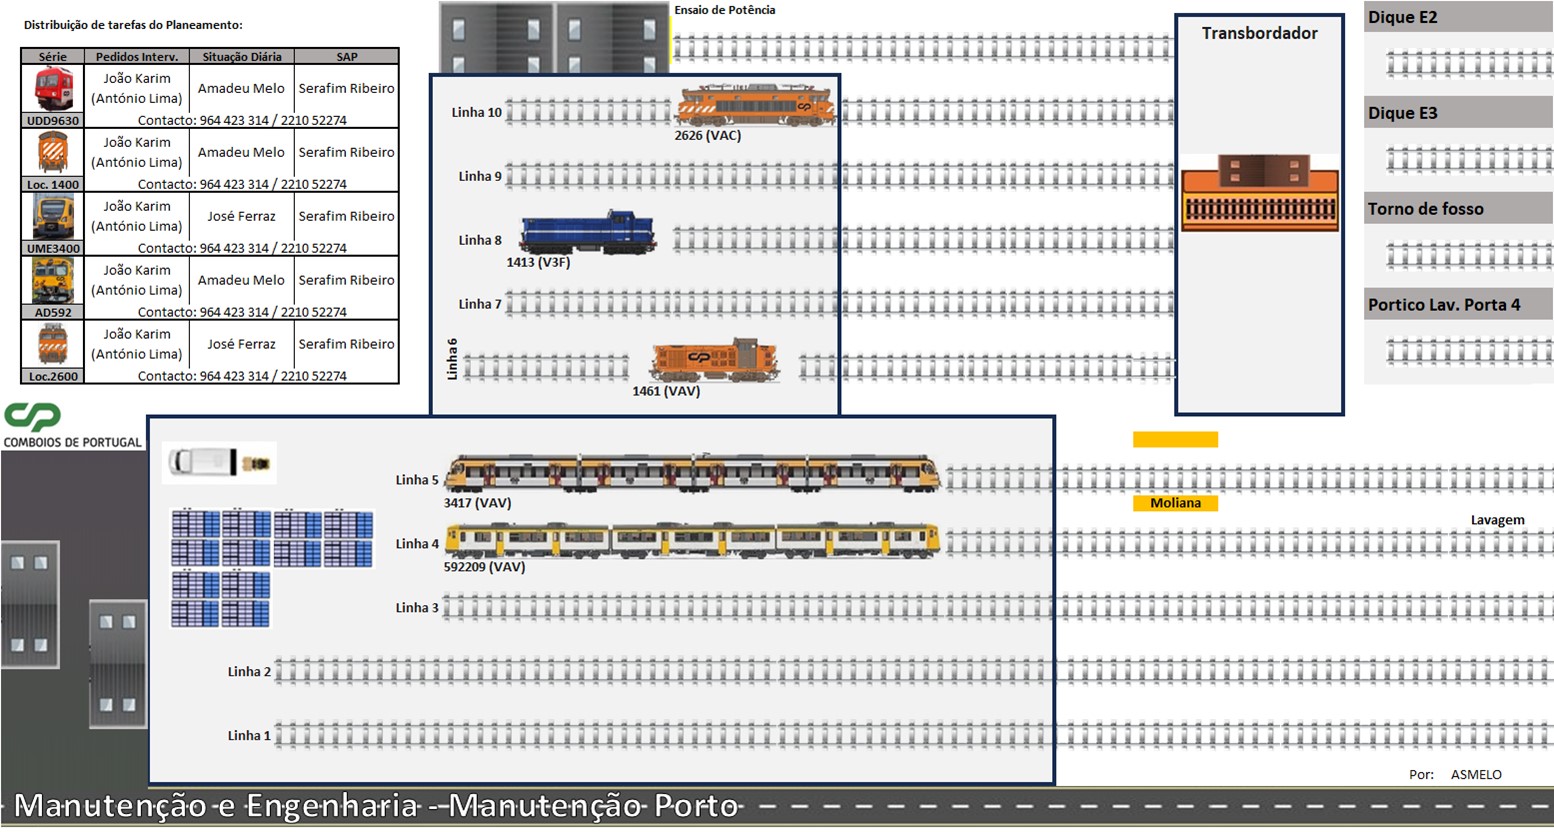 Distribuição de tarefas do Planeamento:
Série Pedidos Interv. Situação Diária SAP
João Karim
(António Lima) Amadeu Melo Serafim Ribeiro
UDD9630 Contacto: 964 423 314 / 2210 52274
João Karim
(António Lima) Amadeu Melo Serafim Ribeiro
Loc. 1400 Contacto: 964 423 314 / 2210 52274
João Karim
(António Lima) José Ferraz Serafim Ribeiro
UME3400 Contacto: 964 423 314 / 2210 52274
João Karim
(António Lima) Amadeu Melo Serafim Ribeiro
AD592 Contacto: 964 423 314 / 2210 52274
João Karim
(António Lima) José Ferraz Serafim Ribeiro
Loc.2600 Contacto: 964 423 314 / 2210 52274
CP
COMBOIOS DE PORTUGAL
Ensaio de Potência
Linha 10
2626 (VAC)
Linha 9
Linha 8
1413 (V3F)
Linha 7
Linha 6
1461 (VAV)
Transbordador
Dique E2
Dique E3
Torno de fosso
Portico Lav. Porta 4
Linha 5
3417 (VAV)
Moliana
Lavagem
Linha 4
592209 (VAV)
Linha 3
Linha 2
Linha 1
Por: ASMELO
Manutenção e Engenharia - Manutenção Porto